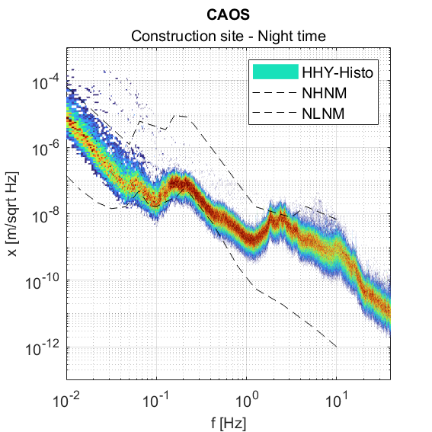 CAOS
Construction site - Night time
HHY-Histo
NHNM
NLNM
10^-4
10^-6
10^-8
10^-10
10^-12
x [m/sqrt Hz]
10^-2 10^-1 10^0 10^1
f [Hz]